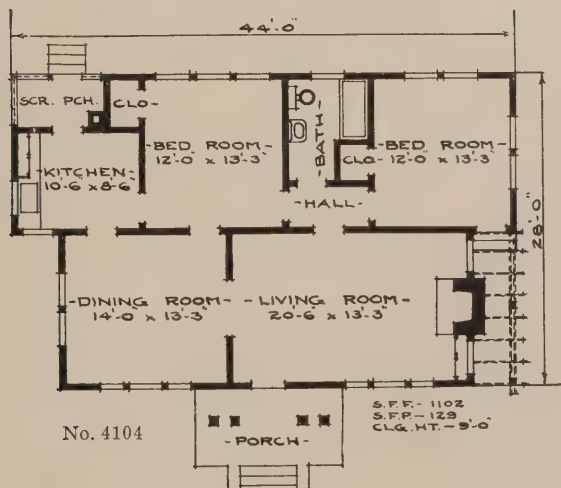 44'-0"
SCR. PCH.
CLO-
-BED ROOM-
12'-0" x 13'-3"
BATH
-BED ROOM-
CLO.-12'-0" x 13'-3
-KITCHEN-
10'-6" x 8'-6"
-HALL-
28'-0"
-DINING ROOM-
14'-0" x 13'-3"
-LIVING ROOM-
20'-6" x 13'-3"
S.F.F. - 1102
S.F.P. - 129
CLG. HT. - 9'-0"
No. 4104
-PORCH-